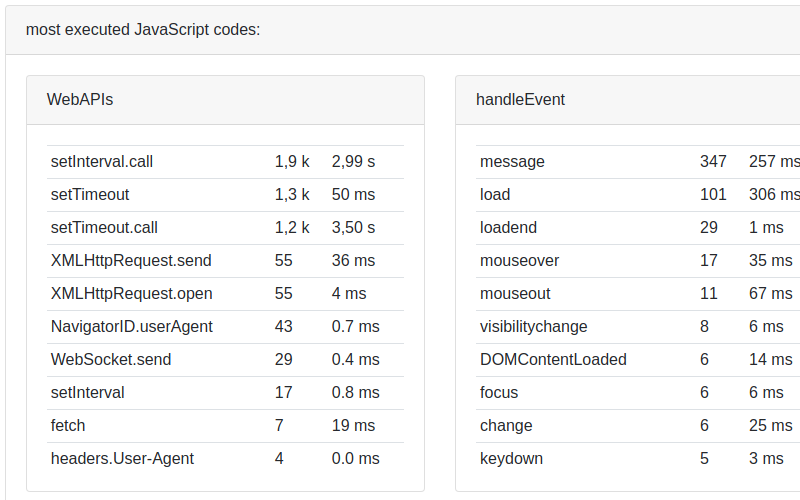 most executed JavaScript codes:
WebAPIs
setInterval.call 1,9 k 2,99 s
setTimeout 1,3 k 50 ms
setTimeout.call 1,2 k 3,50 s
XMLHttpRequest.send 55 36 ms
XMLHttpRequest.open 55 4 ms
NavigatorID.userAgent 43 0.7 ms
WebSocket.send 29 0.4 ms
setInterval 17 0.8 ms
fetch 7 19 ms
headers.User-Agent 4 0.0 ms
handleEvent
message 347 257 ms
load 101 306 ms
loadend 29 1 ms
mouseover 17 35 ms
mouseout 11 67 ms
visibilitychange 8 6 ms
DOMContentLoaded 6 14 ms
focus 6 6 ms
change 6 25 ms
keydown 5 3 ms